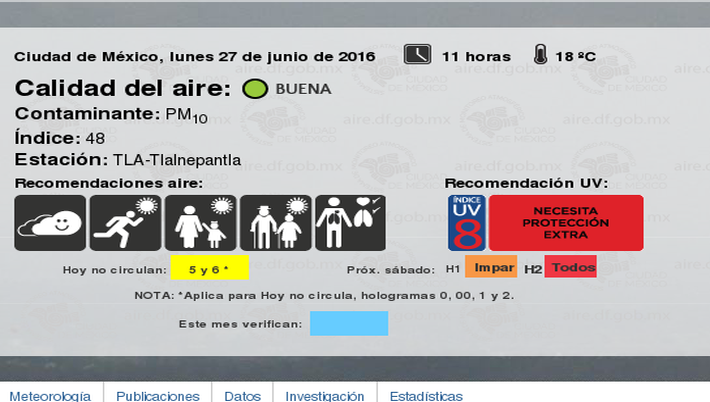 Ciudad de México, lunes 27 de junio de 2016 11 horas 18 ºC
Calidad del aire: BUENA
Contaminante: PM10
Índice: 48
Estación: TLA-Tlalnepantla
Recomendaciones aire: Recomendación UV:
ÍNDICE
UV
8
NECESITA
PROTECCIÓN
EXTRA
Hoy no circulan: 5 y 6 * Próx. sábado: H1 Impar H2 Todos
NOTA: *Aplica para Hoy no circula, hologramas 0, 00, 1 y 2.
Este mes verifican:
Meteorología Publicaciones Datos Investigación Estadísticas
aire.df.gob.mx
CIUDAD
DE MÉXICO